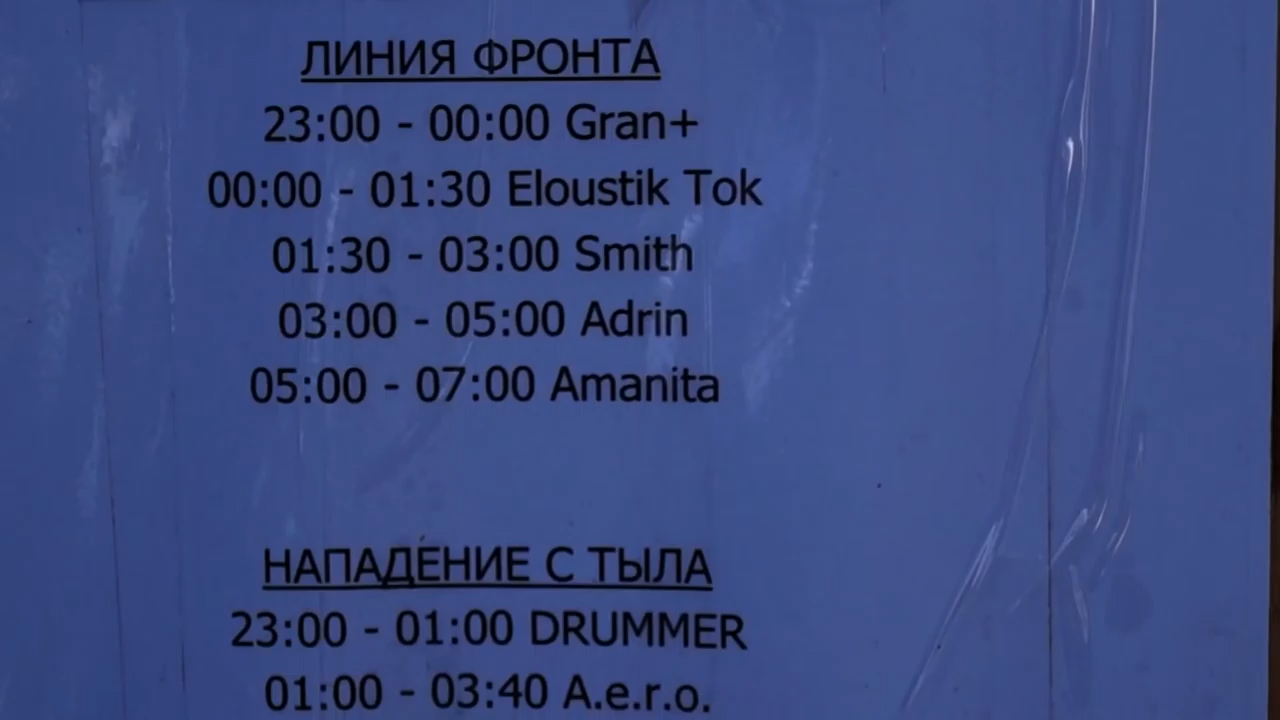 ЛИНИЯ ФРОНТА
23:00 - 00:00 Gran+
00:00 - 01:30 Eloustik Tok
01:30 - 03:00 Smith
03:00 - 05:00 Adrin
05:00 - 07:00 Amanita
НАПАДЕНИЕ С ТЫЛА
23:00 - 01:00 DRUMMER
01:00 - 03:40 A.e.r.o.